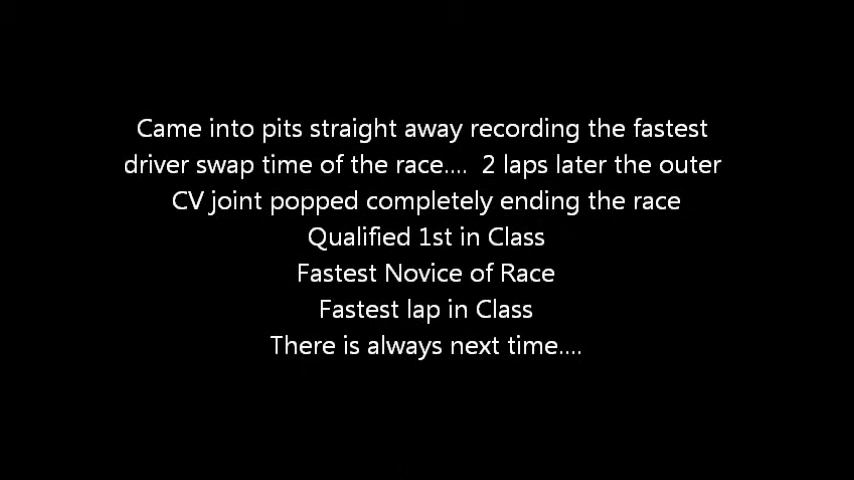 Came into pits straight away recording the fastest
driver swap time of the race....  2 laps later the outer
CV joint popped completely ending the race
Qualified 1st in Class
Fastest Novice of Race
Fastest lap in Class
There is always next time....